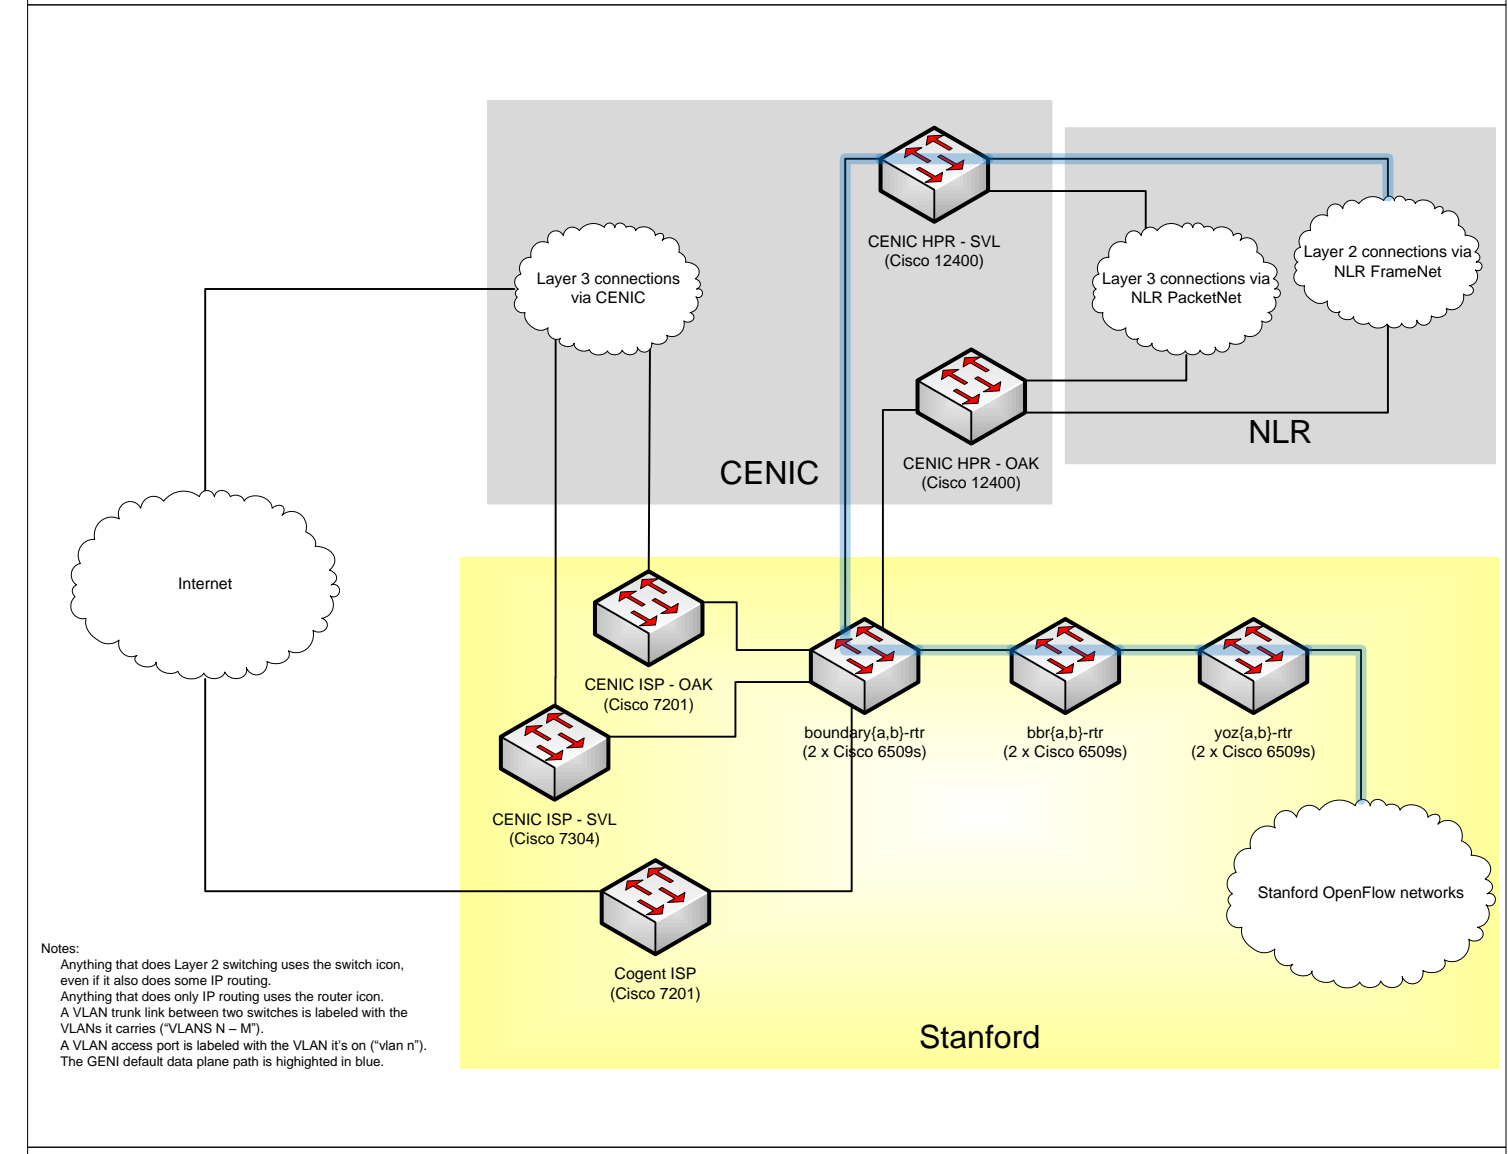 CENIC HPR - SVL
(Cisco 12400)
Layer 3 connections
via CENIC
Layer 3 connections via
NLR PacketNet
Layer 2 connections via
NLR FrameNet
NLR
CENIC
CENIC HPR - OAK
(Cisco 12400)
Internet
CENIC ISP - OAK
(Cisco 7201)
boundary{a,b}-rtr
(2 x Cisco 6509s)
bbr{a,b}-rtr
(2 x Cisco 6509s)
yoz{a,b}-rtr
(2 x Cisco 6509s)
CENIC ISP - SVL
(Cisco 7304)
Stanford OpenFlow networks
Cogent ISP
(Cisco 7201)
Stanford
Notes:
Anything that does Layer 2 switching uses the switch icon,
even if it also does some IP routing.
Anything that does only IP routing uses the router icon.
A VLAN trunk link between two switches is labeled with the
VLANs it carries (“VLANS N – M”).
A VLAN access port is labeled with the VLAN it’s on (“vlan n”).
The GENI default data plane path is highighted in blue.